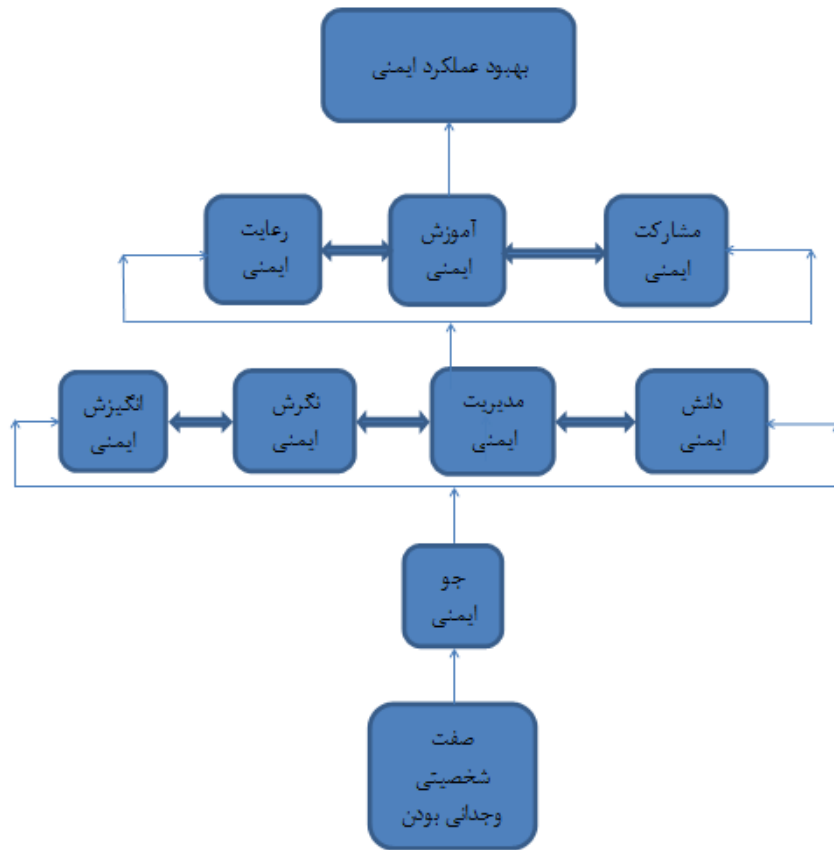 بهبود عملکرد ایمنی
مشارکت
ایمنی
آموزش
ایمنی
رعایت
ایمنی
دانش
ایمنی
مدیریت
ایمنی
نگرش
ایمنی
انگیزش
ایمنی
جو
ایمنی
صفت
شخصیتی
وجدانی بودن